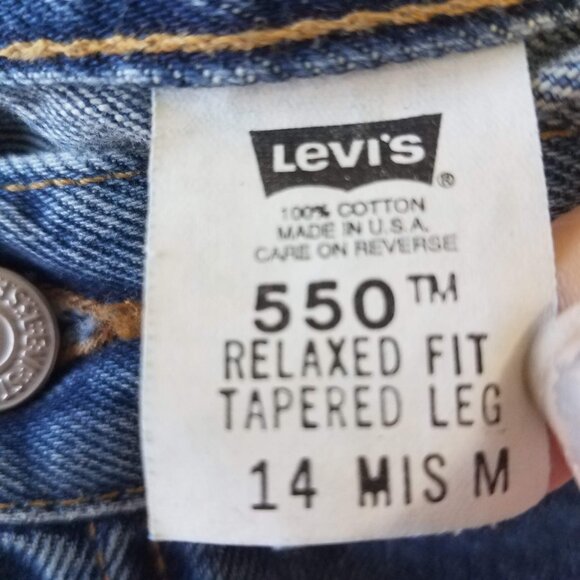 LEVI'S ®
100% COTTON
MADE IN U.S.A.
CARE ON REVERSE
550™
RELAXED FIT
TAPERED LEG
14 MIS M